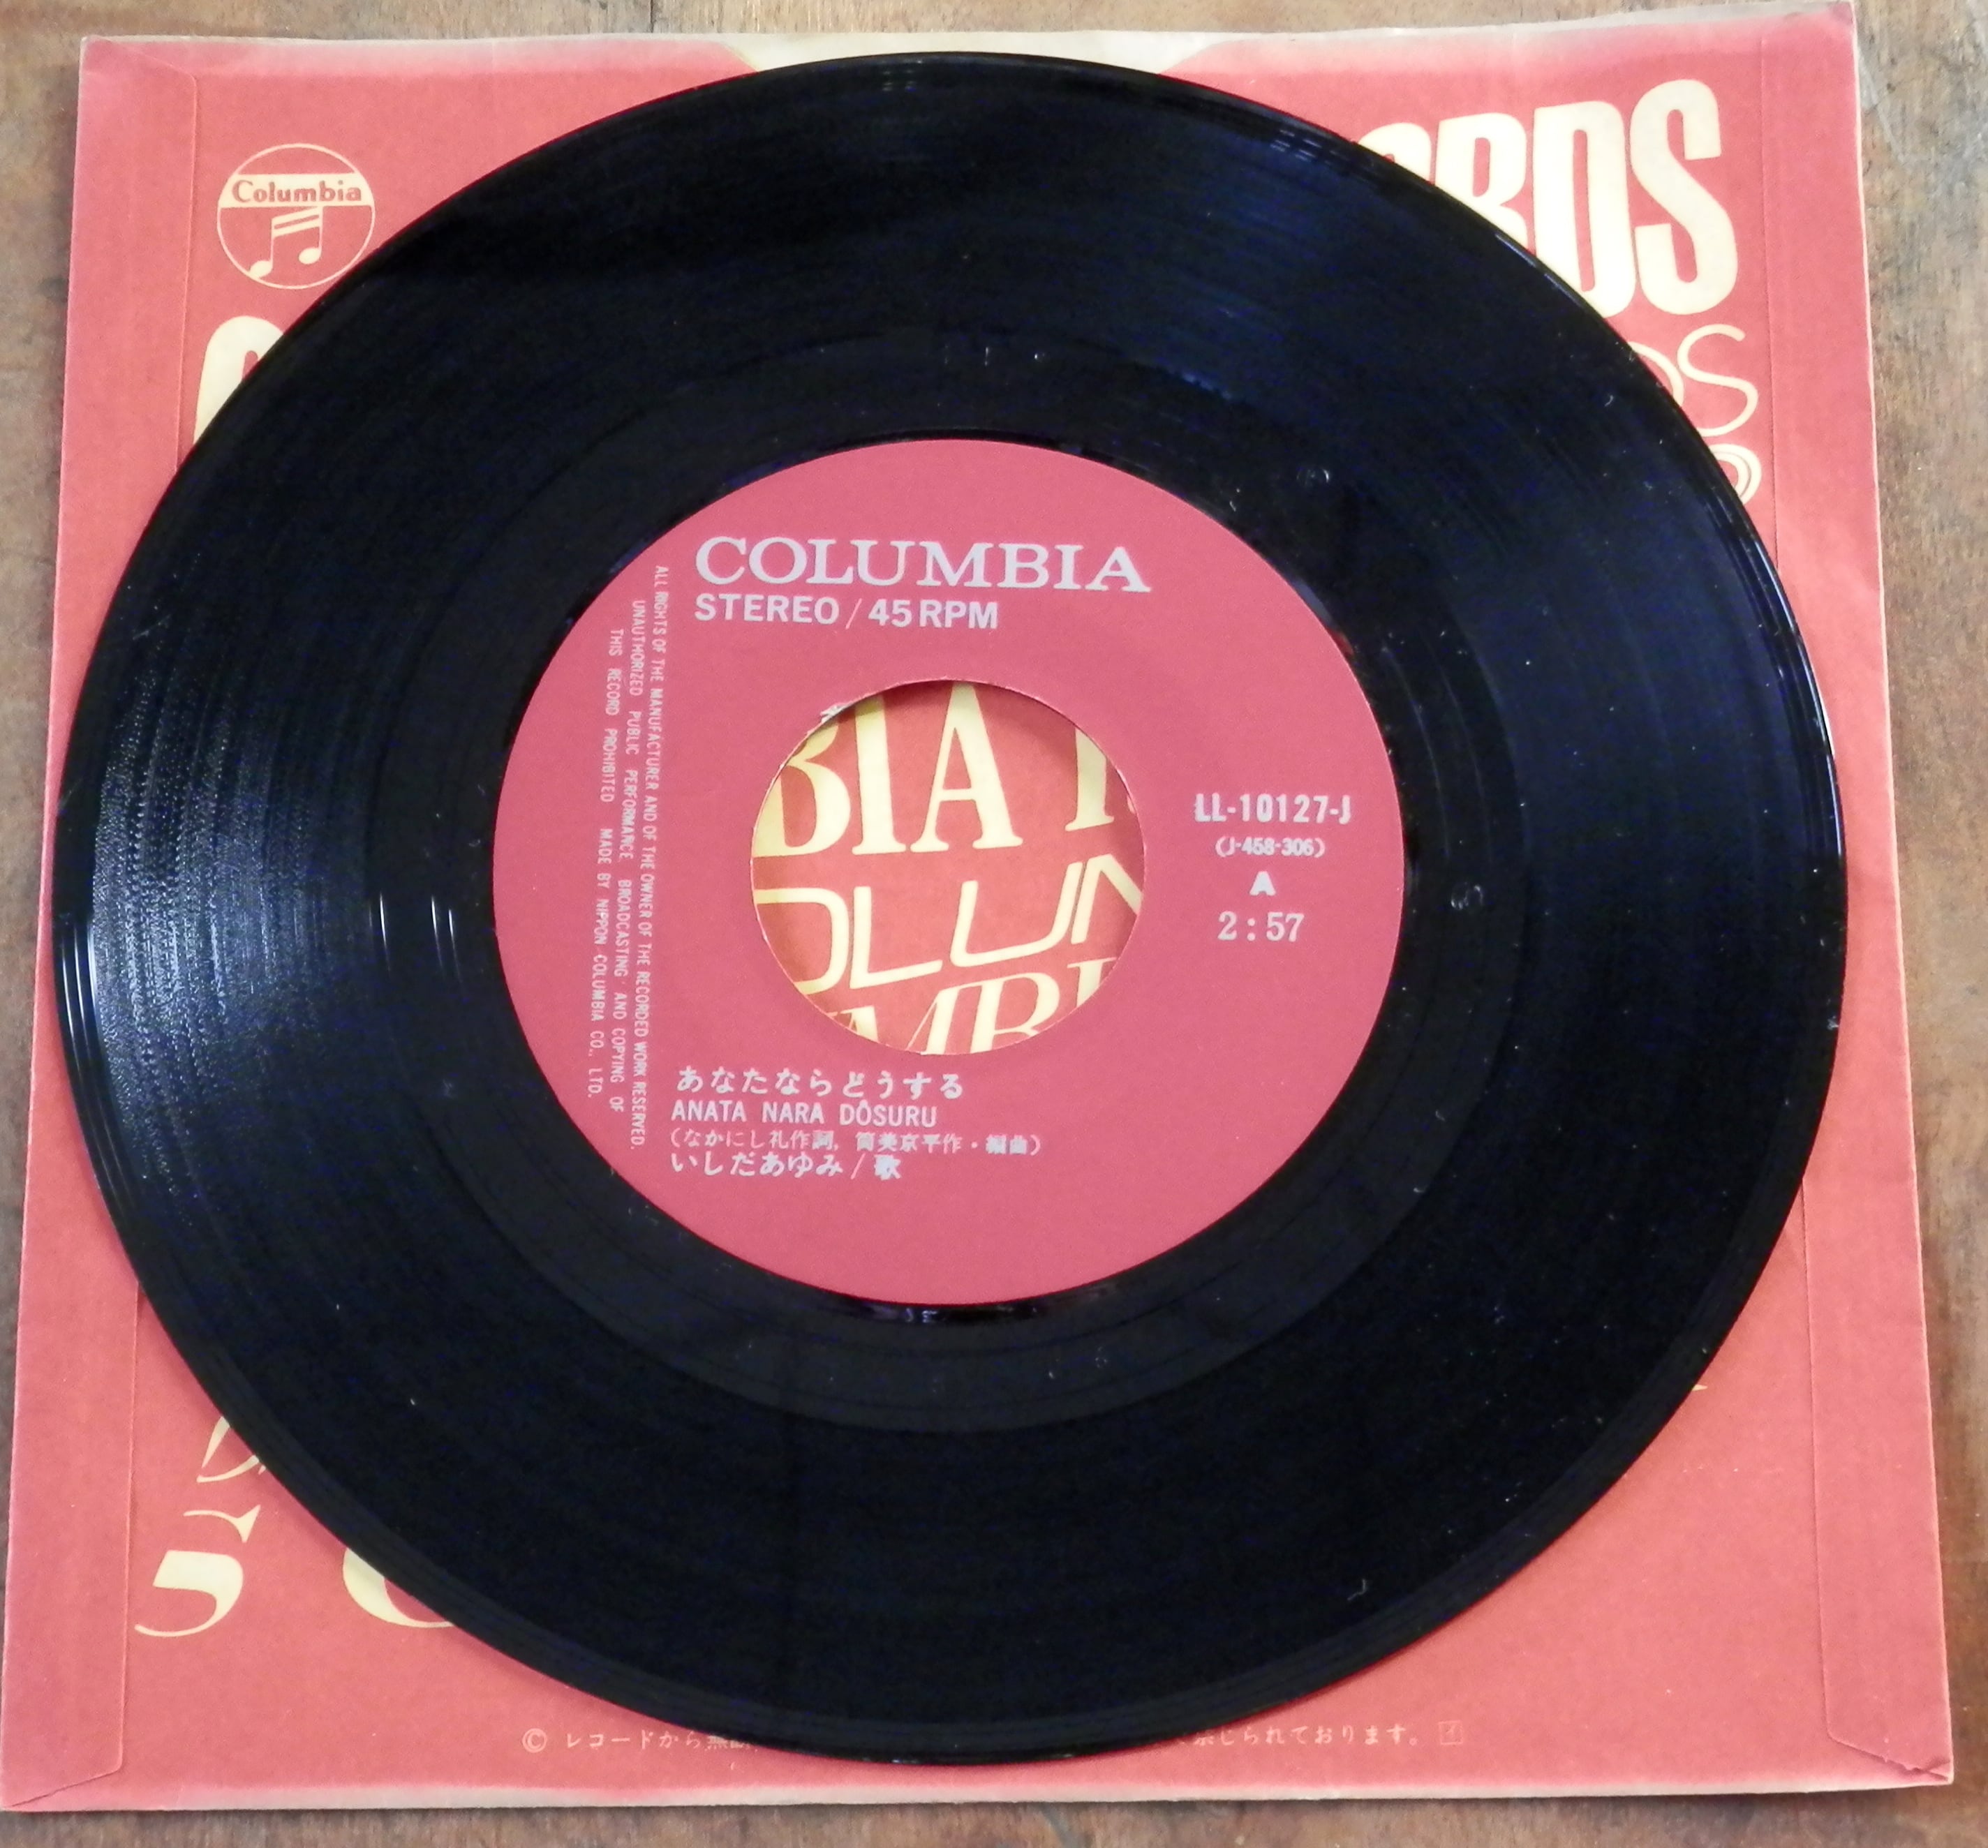 Columbia
COLUMBIA
STEREO / 45 RPM
ALL RIGHTS OF THE MANUFACTURER AND OF THE OWNER OF THE RECORDED WORK RESERVED.
UNAUTHORIZED PUBLIC PERFORMANCE, BROADCASTING AND COPYING OF
THIS RECORD PROHIBITED MADE BY NIPPON COLUMBIA CO., LTD.
LL-10127-J
(J-458-306)
A
2:57
あなたならどうする
ANATA NARA DÔSURU
(なかにし礼作詞, 筒美京平作・編曲)
いしだあゆみ / 歌
© レコードから無 禁じられております。 イ